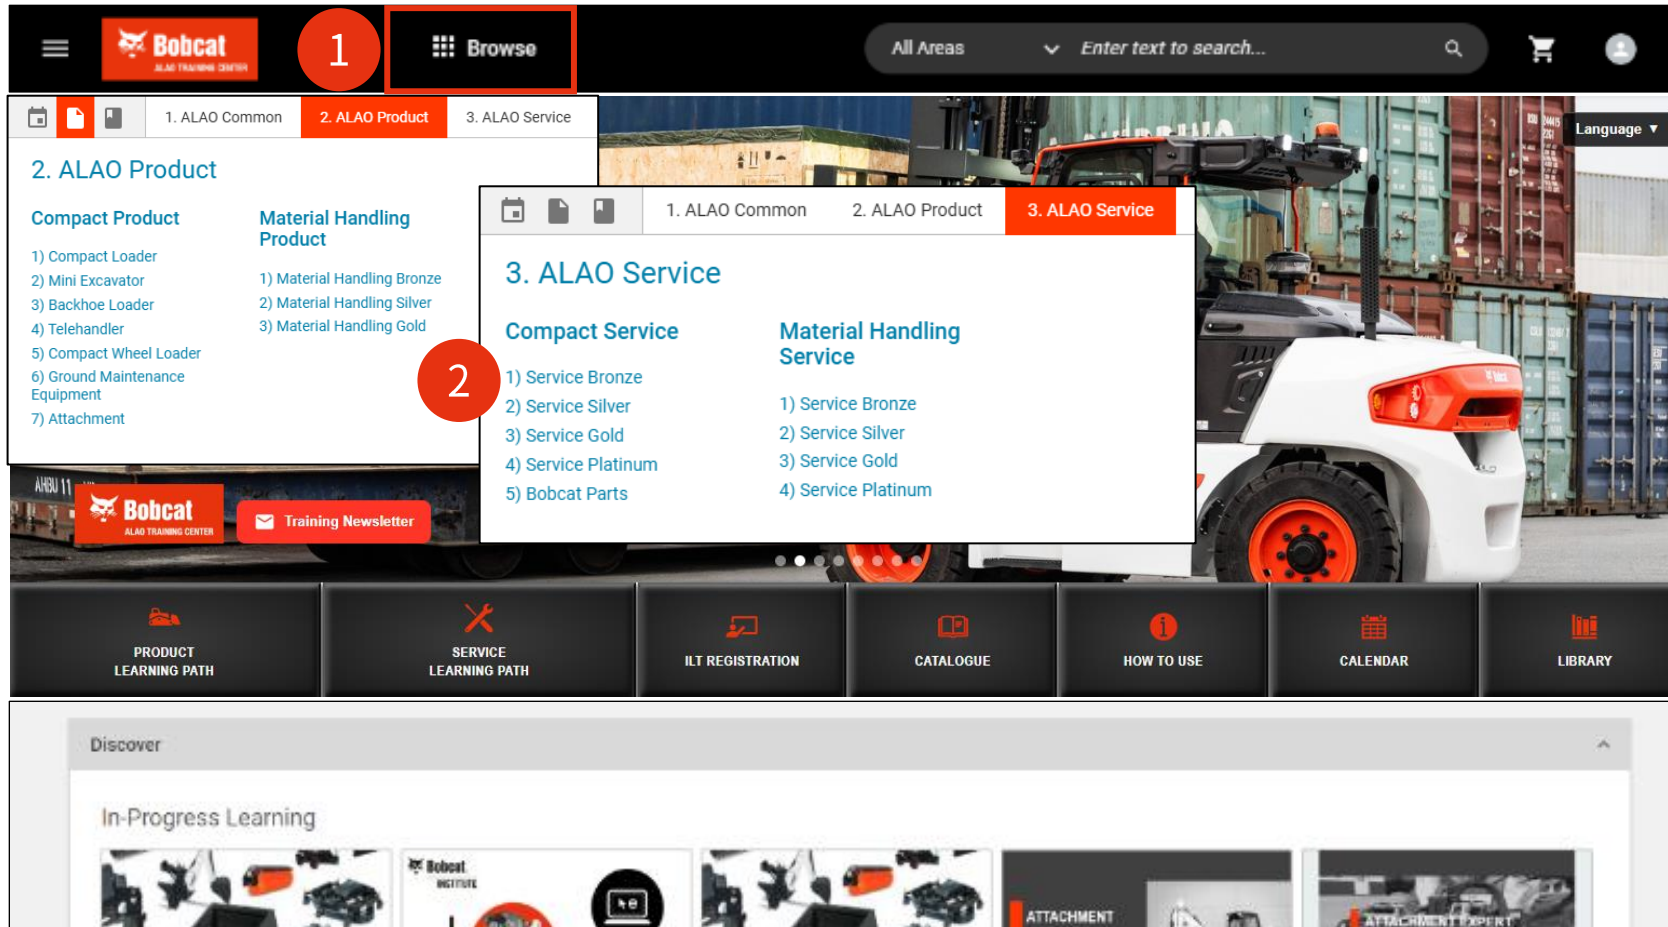 Bobcat
ALAO TRAINING CENTER
1
Browse
All Areas
Enter text to search...
1. ALAO Common
2. ALAO Product
3. ALAO Service
Language ▼
2. ALAO Product
Compact Product
1) Compact Loader
2) Mini Excavator
3) Backhoe Loader
4) Telehandler
5) Compact Wheel Loader
6) Ground Maintenance
Equipment
7) Attachment
Material Handling
Product
1) Material Handling Bronze
2) Material Handling Silver
3) Material Handling Gold
2
1. ALAO Common
2. ALAO Product
3. ALAO Service
3. ALAO Service
Compact Service
1) Service Bronze
2) Service Silver
3) Service Gold
4) Service Platinum
5) Bobcat Parts
Material Handling
Service
1) Service Bronze
2) Service Silver
3) Service Gold
4) Service Platinum
AHBU 11
Bobcat
ALAO TRAINING CENTER
Training Newsletter
PRODUCT
LEARNING PATH
SERVICE
LEARNING PATH
ILT REGISTRATION
CATALOGUE
HOW TO USE
CALENDAR
LIBRARY
Discover
In-Progress Learning
Bobcat
INSTITUTE
ATTACHMENT
ATTACHMENT EXPERT